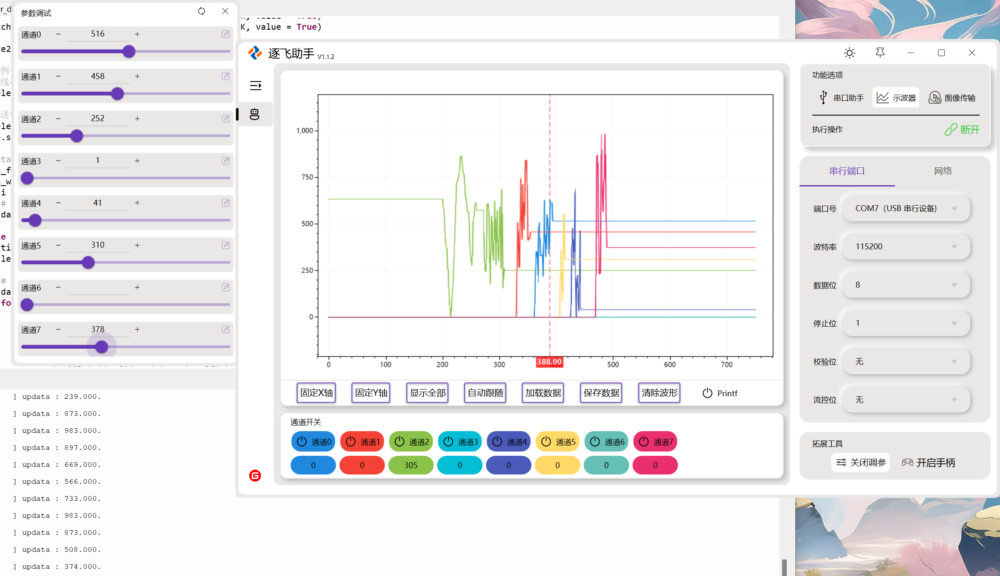 参数调试
通道0 − 516 +
通道1 − 458 +
通道2 − 252 +
通道3 − 1 +
通道4 − 41 +
通道5 − 310 +
通道6 − +
通道7 − 378 +
K, value = True)
逐飞助手 V1.1.2
1,000
750
500
250
0
0 100 200 300 500 600 700
388.00
固定X轴 固定Y轴 显示全部 自动跟随 加载数据 保存数据 清除波形 Printf
通道开关
通道0 通道1 通道2 通道3 通道4 通道5 通道6 通道7
0 0 305 0 0 0 0 0
功能选项
串口助手 示波器 图像传输
执行操作 断开
串行端口 网络
端口号 COM7（USB 串行设备)
波特率 115200
数据位 8
停止位 1
校验位 无
流控位 无
拓展工具
关闭调参 开启手柄
] updata : 239.000.
] updata : 873.000.
] updata : 983.000.
] updata : 897.000.
] updata : 669.000.
] updata : 566.000.
] updata : 733.000.
] updata : 983.000.
] updata : 873.000.
] updata : 508.000.
] updata : 374.000.